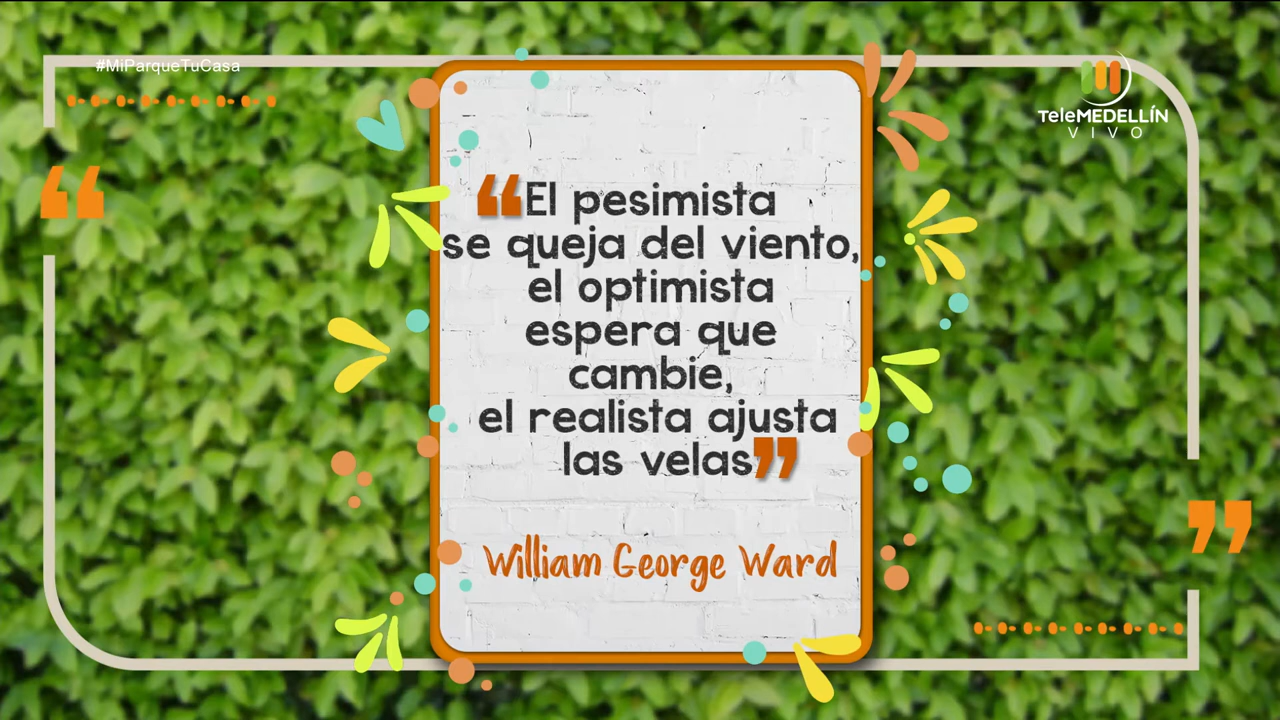 #MiParqueTuCasa
TeleMEDELLÍN
VIVO
“El pesimista
se queja del viento,
el optimista
espera que
cambie,
el realista ajusta
las velas”
William George Ward